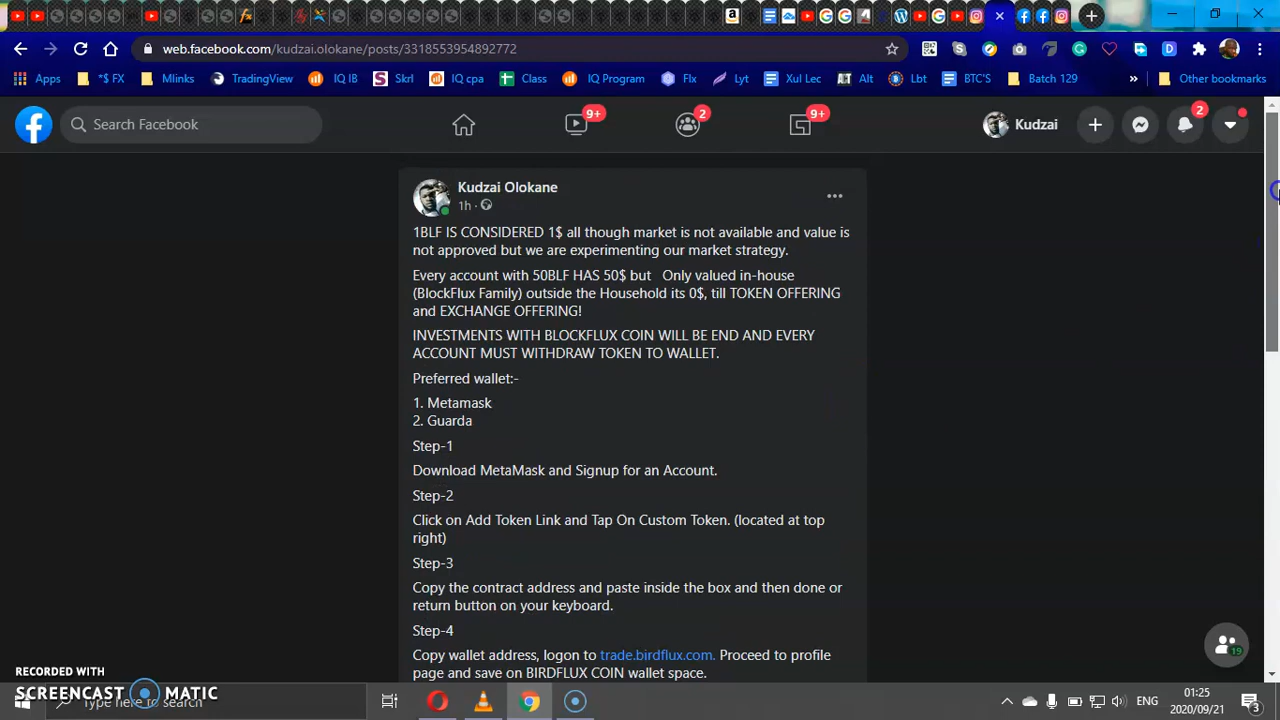 web.facebook.com/kudzai.olokane/posts/3318553954892772
Apps
*$ FX
Mlinks
TradingView
IQ IB
Skrl
IQ cpa
Class
IQ Program
Flx
Lyt
Xul Lec
Alt
Lbt
BTC'S
Batch 129
»
Other bookmarks
Search Facebook
9+
2
9+
Kudzai
2
Kudzai Olokane
1h ·
1BLF IS CONSIDERED 1$ all though market is not available and value is
not approved but we are experimenting our market strategy.
Every account with 50BLF HAS 50$ but Only valued in-house
(BlockFlux Family) outside the Household its 0$, till TOKEN OFFERING
and EXCHANGE OFFERING!
INVESTMENTS WITH BLOCKFLUX COIN WILL BE END AND EVERY
ACCOUNT MUST WITHDRAW TOKEN TO WALLET.
Preferred wallet:-
1. Metamask
2. Guarda
Step-1
Download MetaMask and Signup for an Account.
Step-2
Click on Add Token Link and Tap On Custom Token. (located at top
right)
Step-3
Copy the contract address and paste inside the box and then done or
return button on your keyboard.
Step-4
Copy wallet address, logon to trade.birdflux.com. Proceed to profile
page and save on BIRDFLUX COIN wallet space.
19
RECORDED WITH
SCREENCAST MATIC
Type here to search
ENG
01:25
2020/09/21
3